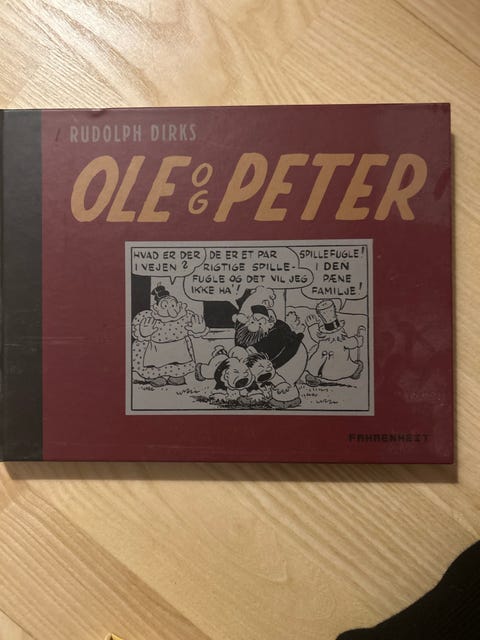 RUDOLPH DIRKS
OLE OG PETER
HVAD ER DER
I VEJEN?
DE ER ET PAR
RIGTIGE SPILLE-
FUGLE OG DET VIL JEG
IKKE HA'!
SPILLEFUGLE!
I DEN
PÆNE
FAMILJE!
FAHRENHEIT